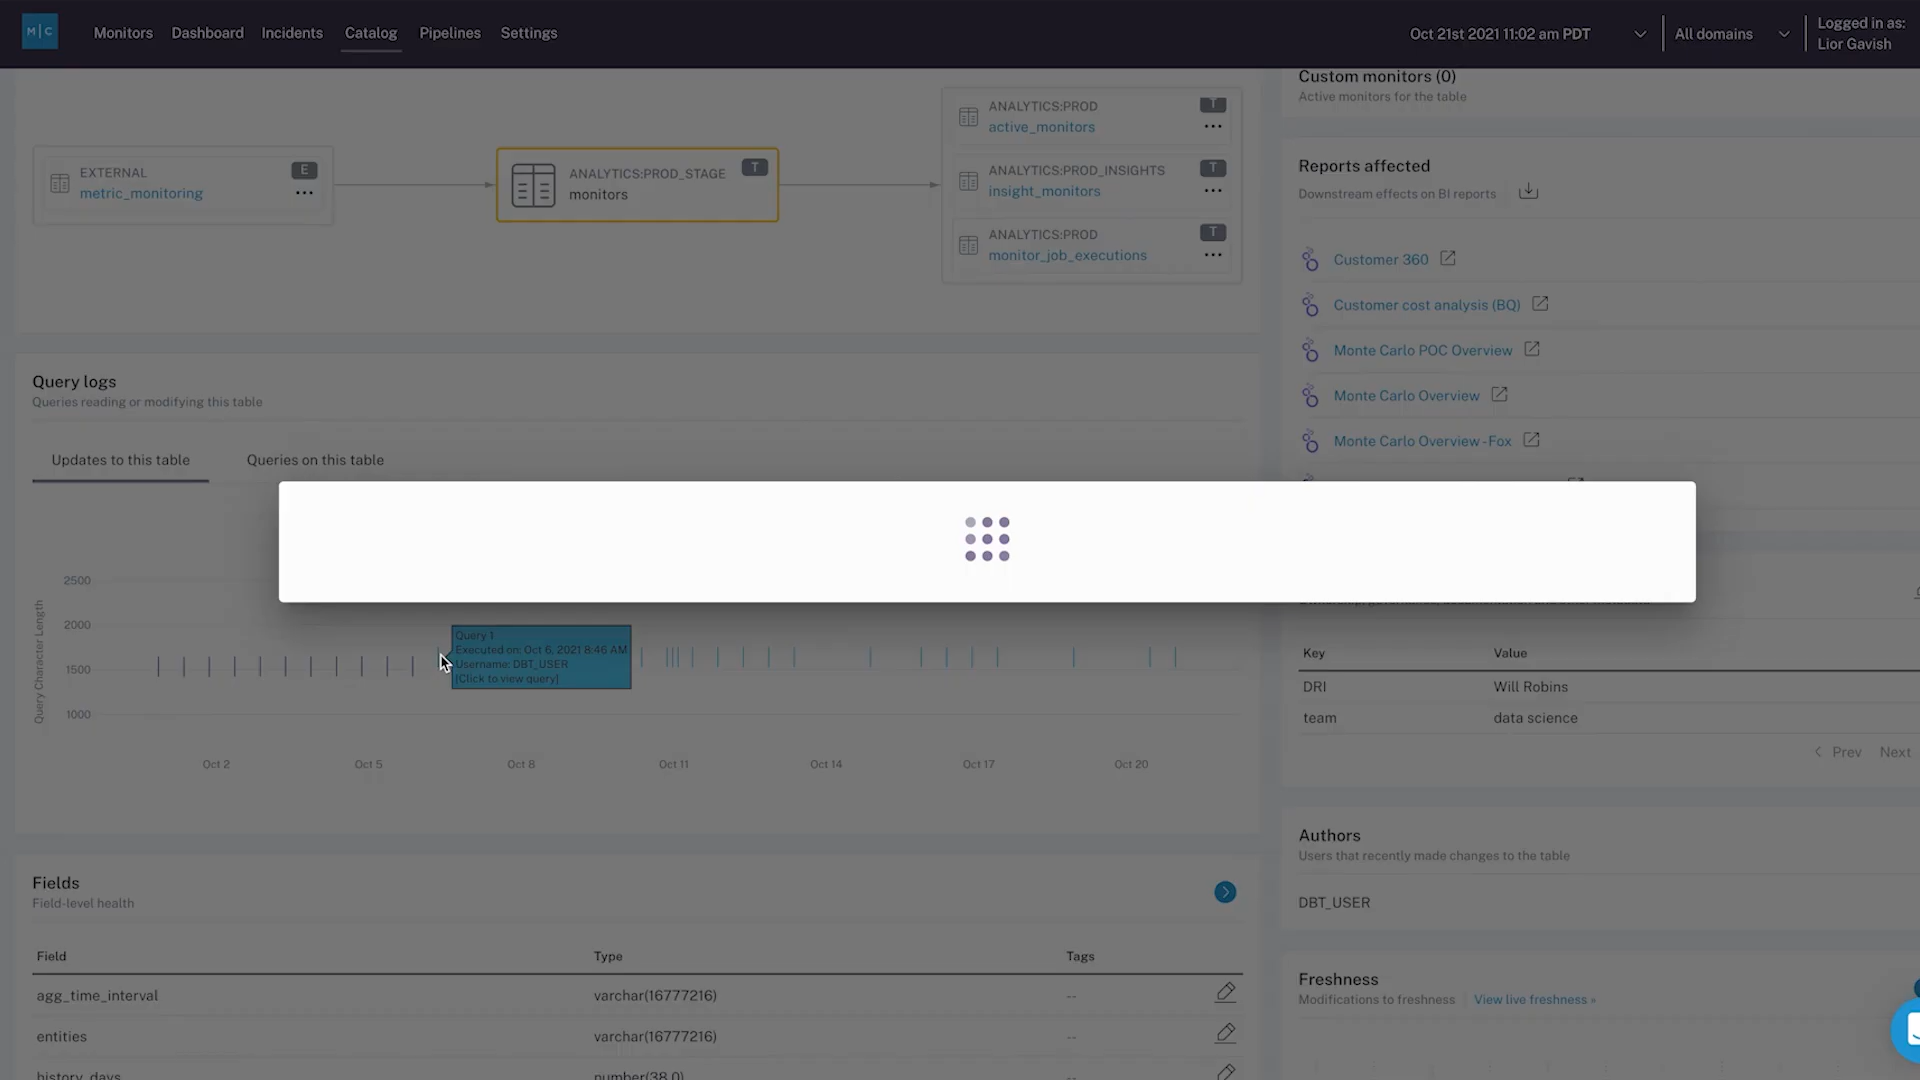 M|C
Monitors
Dashboard
Incidents
Catalog
Pipelines
Settings
Oct 21st 2021 11:02 am PDT
All domains
Logged in as:
Lior Gavish
EXTERNAL
E
metric_monitoring
ANALYTICS:PROD_STAGE
T
monitors
ANALYTICS:PROD
T
active_monitors
ANALYTICS:PROD_INSIGHTS
T
insight_monitors
ANALYTICS:PROD
T
monitor_job_executions
Custom monitors (0)
Active monitors for the table
Reports affected
Downstream effects on BI reports
Customer 360
Customer cost analysis (BQ)
Monte Carlo POC Overview
Monte Carlo Overview
Monte Carlo Overview - Fox
Query logs
Queries reading or modifying this table
Updates to this table
Queries on this table
Query Character Length
2500
2000
1500
1000
Query 1
Executed on: Oct 6, 2021 8:46 AM
Username: DBT_USER
[Click to view query]
Oct 2
Oct 5
Oct 8
Oct 11
Oct 14
Oct 17
Oct 20
Key
Value
DRI
Will Robins
team
data science
Prev
Next
Authors
Users that recently made changes to the table
DBT_USER
Fields
Field-level health
Field
Type
Tags
agg_time_interval
varchar(16777216)
--
entities
varchar(16777216)
--
history_days
number(38,0)
Freshness
Modifications to freshness
View live freshness »